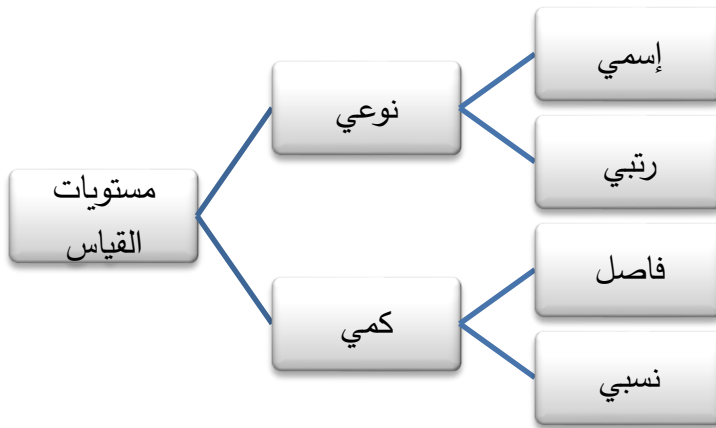 مستويات
القياس
نوعي
إسمي
رتبي
كمي
فاصل
نسبي